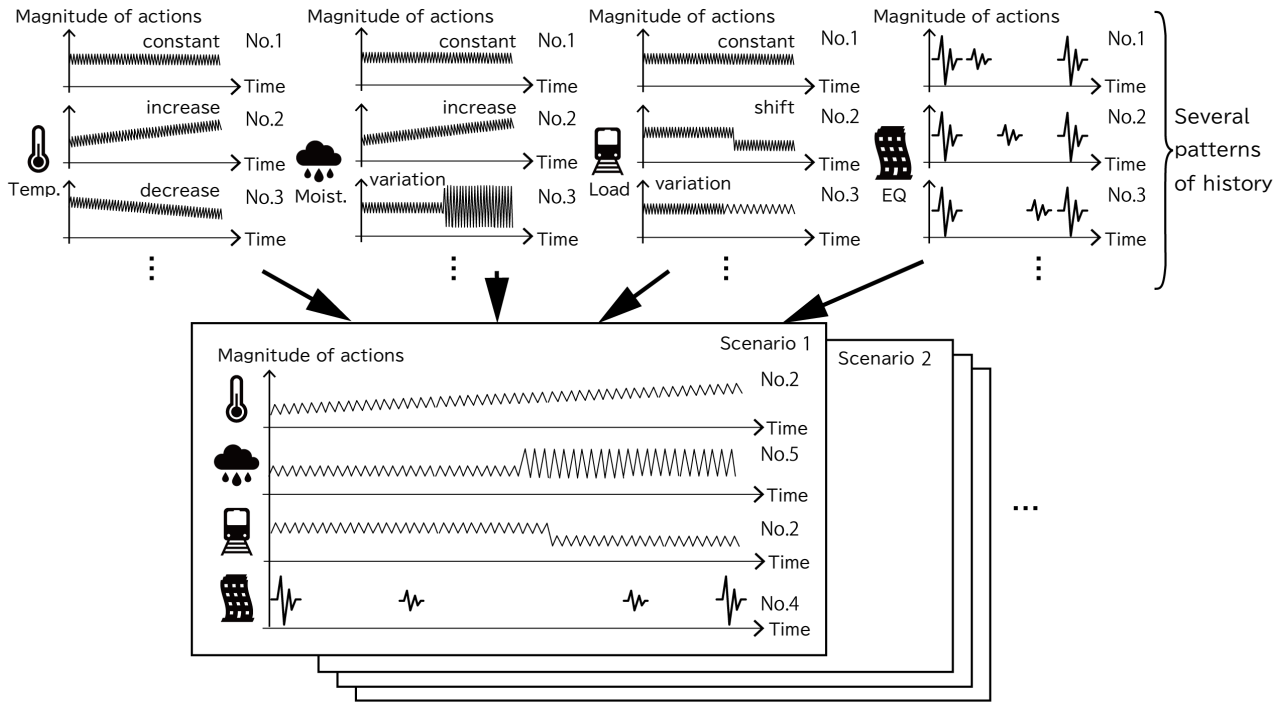 Magnitude of actions
constant
No.1
Time
increase
No.2
Time
Temp.
decrease
No.3
Time
⋮
Magnitude of actions
constant
No.1
Time
increase
No.2
Time
Moist.
variation
No.3
Time
⋮
Magnitude of actions
constant
No.1
Time
shift
No.2
Time
Load
variation
No.3
Time
⋮
Magnitude of actions
No.1
Time
No.2
Time
EQ
No.3
Time
⋮
Several
patterns
of history
Scenario 1
Magnitude of actions
No.2
Time
No.5
Time
No.2
Time
No.4
Time
Scenario 2
...